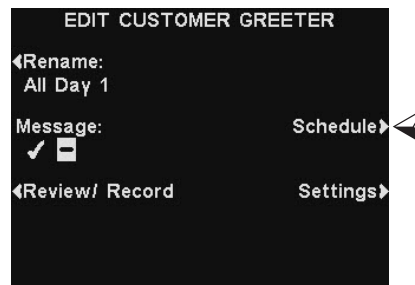 EDIT CUSTOMER GREETER
Rename:
All Day 1
Message: Schedule
✓ −
Review/ Record Settings